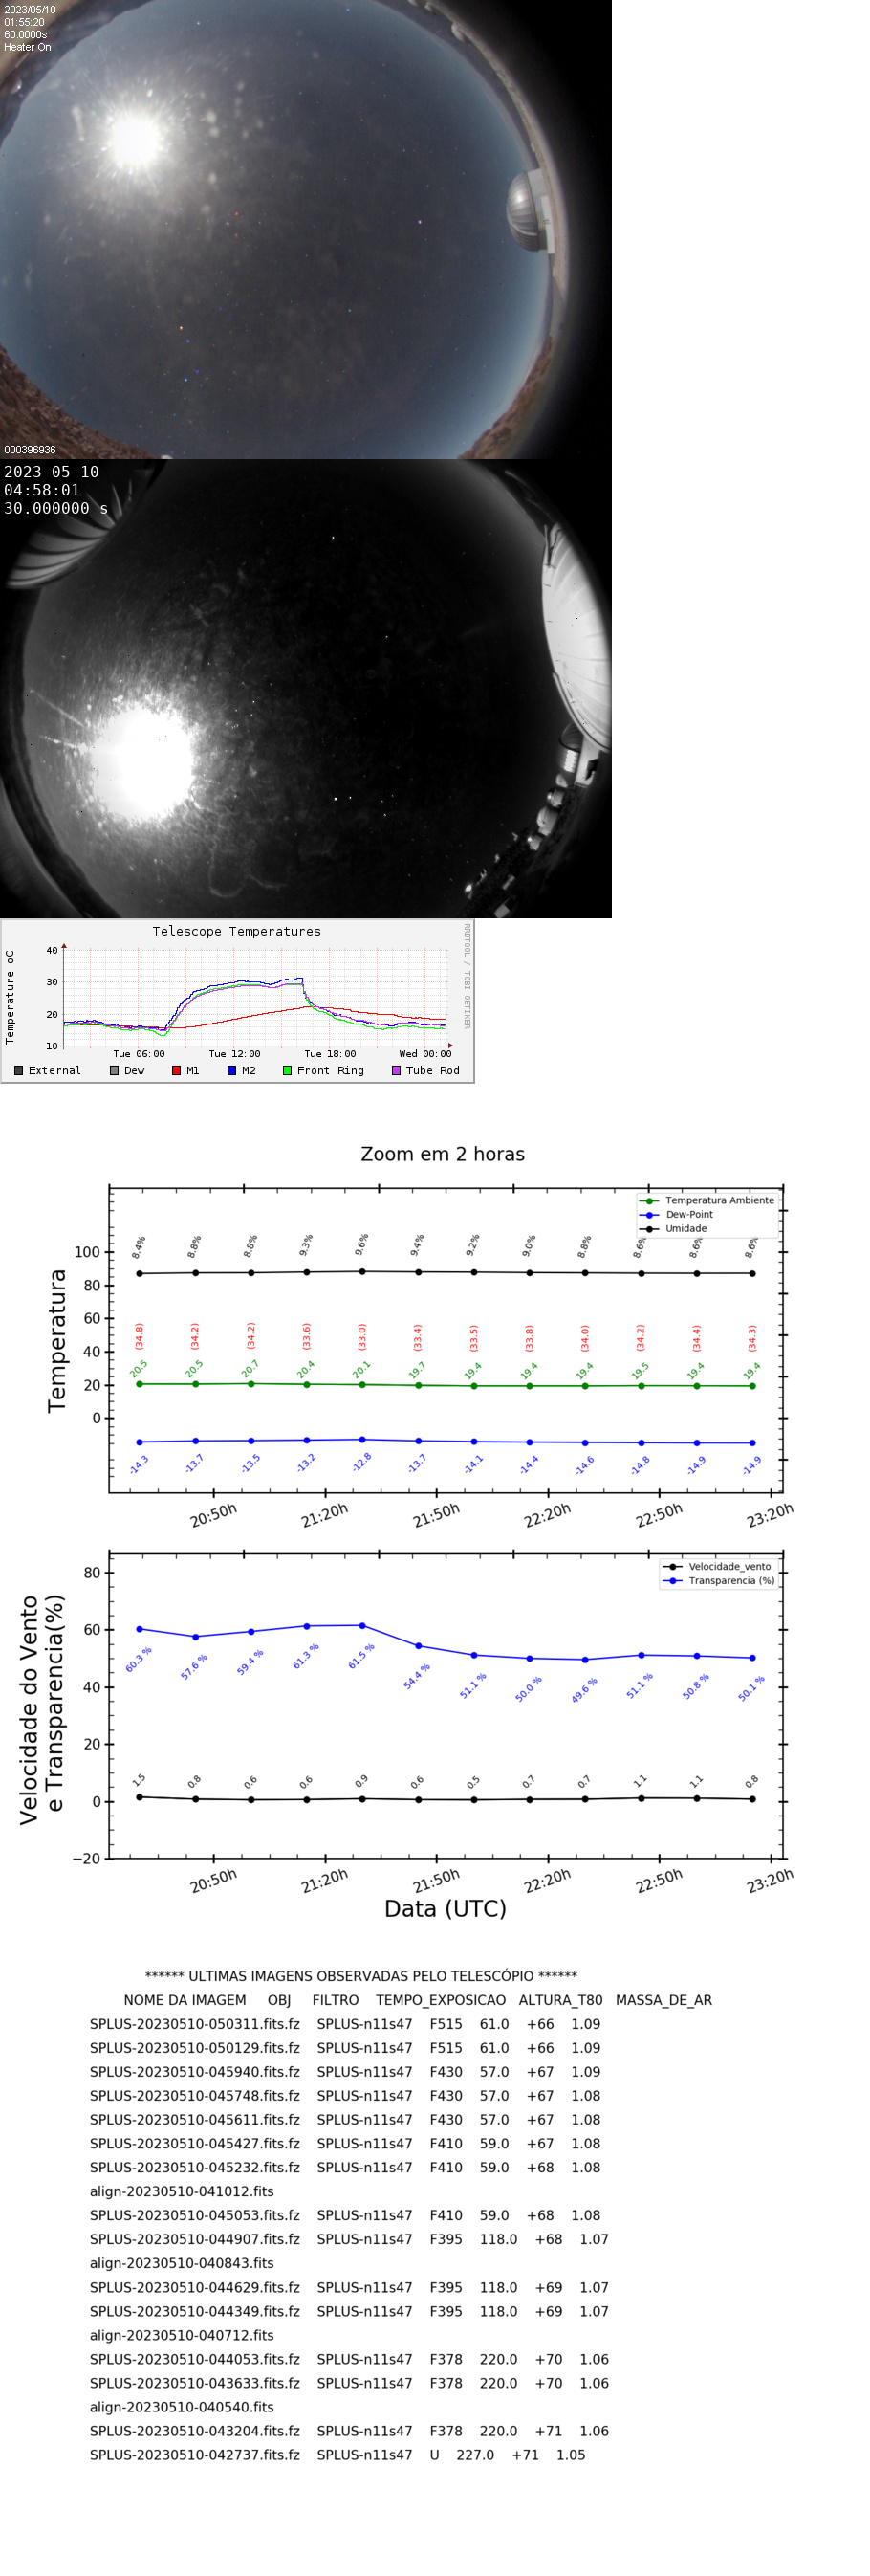 2023/05/10
01:55:20
60.0000s
Heater On
000396936
2023-05-10
04:58:01
30.000000 s
Telescope Temperatures
RRDTOOL / TOBI OETIKER
Temperature oC
40
30
20
10
Tue 06:00 Tue 12:00 Tue 18:00 Wed 00:00
External Dew M1 M2 Front Ring Tube Rod
Zoom em 2 horas
Temperatura Ambiente
Dew-Point
Umidade
Temperatura
100
80
60
40
20
0
8.4% 8.8% 8.8% 9.3% 9.6% 9.4% 9.2% 9.0% 8.8% 8.6% 8.6% 8.6%
(34.8) (34.2) (34.2) (33.6) (33.0) (33.4) (33.5) (33.8) (34.0) (34.2) (34.4) (34.3)
20.5 20.5 20.7 20.4 20.1 19.7 19.4 19.4 19.4 19.5 19.4 19.4
-14.3 -13.7 -13.5 -13.2 -12.8 -13.7 -14.1 -14.4 -14.6 -14.8 -14.9 -14.9
20:50h 21:20h 21:50h 22:20h 22:50h 23:20h
Velocidade_vento
Transparencia (%)
Velocidade do Vento
e Transparencia(%)
80
60
40
20
0
−20
60.3 % 57.6 % 59.4 % 61.3 % 61.5 % 54.4 % 51.1 % 50.0 % 49.6 % 51.1 % 50.8 % 50.1 %
1.5 0.8 0.6 0.6 0.9 0.6 0.5 0.7 0.7 1.1 1.1 0.8
20:50h 21:20h 21:50h 22:20h 22:50h 23:20h
Data (UTC)
****** ULTIMAS IMAGENS OBSERVADAS PELO TELESCÓPIO ******
NOME DA IMAGEM OBJ FILTRO TEMPO_EXPOSICAO ALTURA_T80 MASSA_DE_AR
SPLUS-20230510-050311.fits.fz SPLUS-n11s47 F515 61.0 +66 1.09
SPLUS-20230510-050129.fits.fz SPLUS-n11s47 F515 61.0 +66 1.09
SPLUS-20230510-045940.fits.fz SPLUS-n11s47 F430 57.0 +67 1.09
SPLUS-20230510-045748.fits.fz SPLUS-n11s47 F430 57.0 +67 1.08
SPLUS-20230510-045611.fits.fz SPLUS-n11s47 F430 57.0 +67 1.08
SPLUS-20230510-045427.fits.fz SPLUS-n11s47 F410 59.0 +67 1.08
SPLUS-20230510-045232.fits.fz SPLUS-n11s47 F410 59.0 +68 1.08
align-20230510-041012.fits
SPLUS-20230510-045053.fits.fz SPLUS-n11s47 F410 59.0 +68 1.08
SPLUS-20230510-044907.fits.fz SPLUS-n11s47 F395 118.0 +68 1.07
align-20230510-040843.fits
SPLUS-20230510-044629.fits.fz SPLUS-n11s47 F395 118.0 +69 1.07
SPLUS-20230510-044349.fits.fz SPLUS-n11s47 F395 118.0 +69 1.07
align-20230510-040712.fits
SPLUS-20230510-044053.fits.fz SPLUS-n11s47 F378 220.0 +70 1.06
SPLUS-20230510-043633.fits.fz SPLUS-n11s47 F378 220.0 +70 1.06
align-20230510-040540.fits
SPLUS-20230510-043204.fits.fz SPLUS-n11s47 F378 220.0 +71 1.06
SPLUS-20230510-042737.fits.fz SPLUS-n11s47 U 227.0 +71 1.05